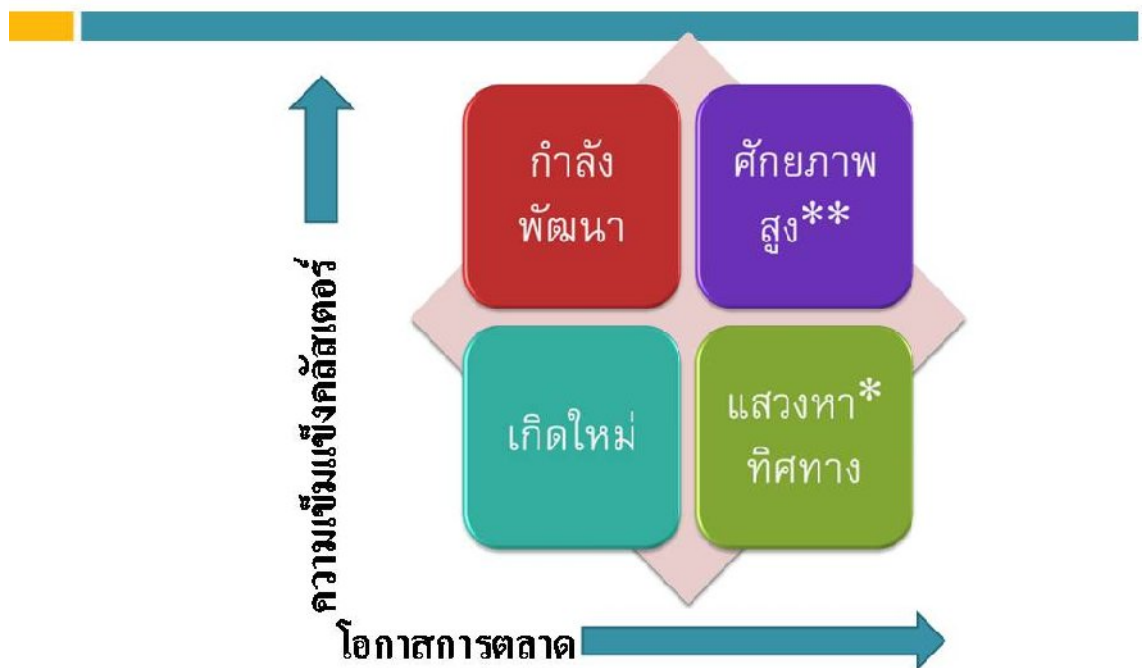 กำลัง
พัฒนา
ศักยภาพ
สูง**
เกิดใหม่
แสวงหา*
ทิศทาง
ความเข้มแข็งคลัสเตอร์
โอกาสการตลาด